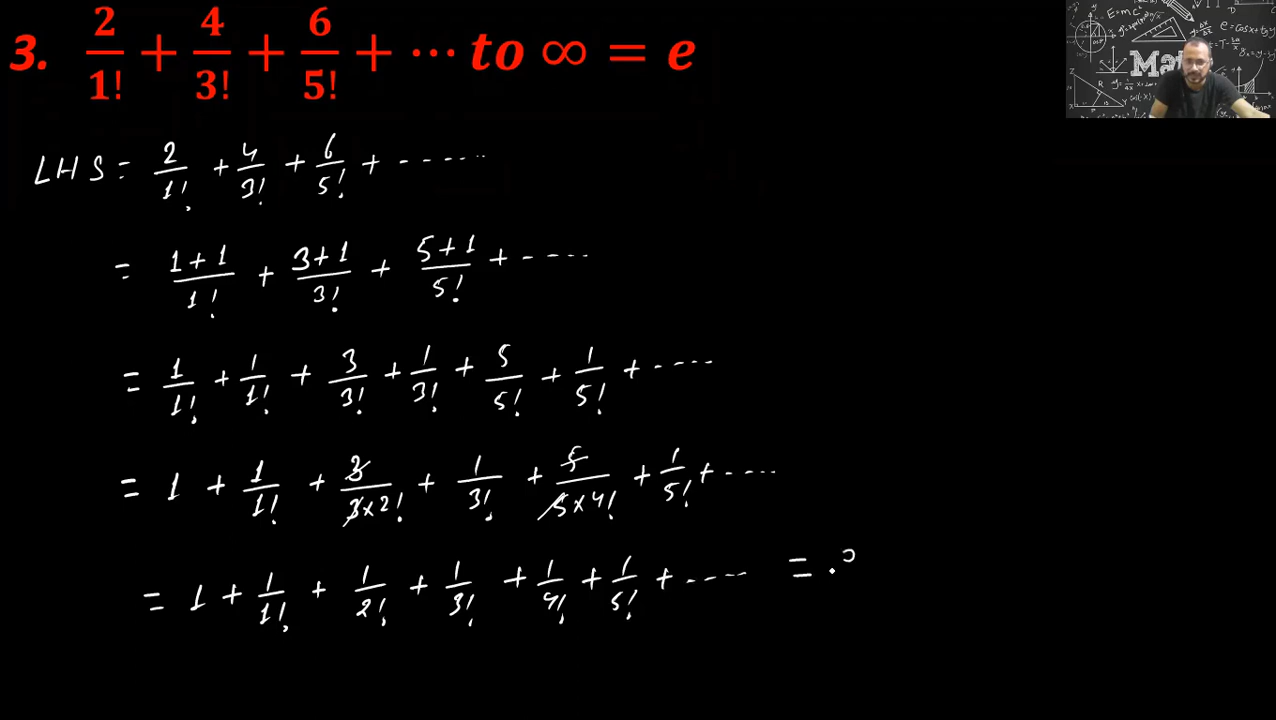 3. 2/1! + 4/3! + 6/5! + ⋯ to ∞ = e
LHS = 2/1! + 4/3! + 6/5! + ------
= (1+1)/1! + (3+1)/3! + (5+1)/5! + -----
= 1/1! + 1/1! + 3/3! + 1/3! + 5/5! + 1/5! + ----
= 1 + 1/1! + 3/(3×2!) + 1/3! + 5/(5×4!) + 1/5! + ----
= 1 + 1/1! + 1/2! + 1/3! + 1/4! + 1/5! + ---- =